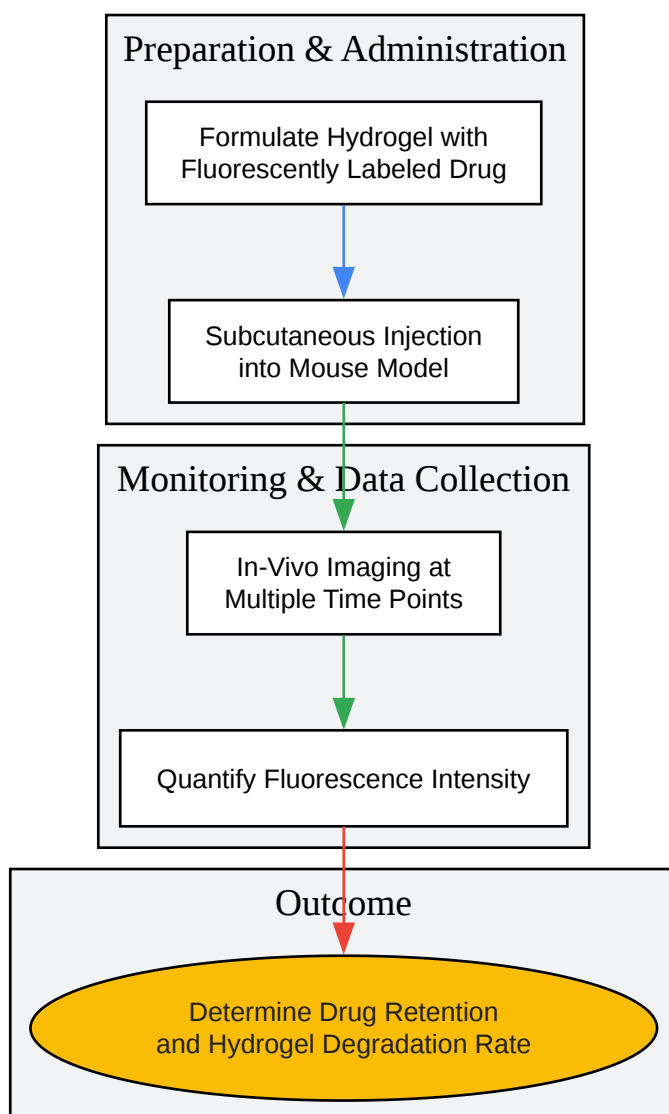 Preparation & Administration
Formulate Hydrogel with
Fluorescently Labeled Drug
Subcutaneous Injection
into Mouse Model
Monitoring & Data Collection
In-Vivo Imaging at
Multiple Time Points
Quantify Fluorescence Intensity
Outcome
Determine Drug Retention
and Hydrogel Degradation Rate